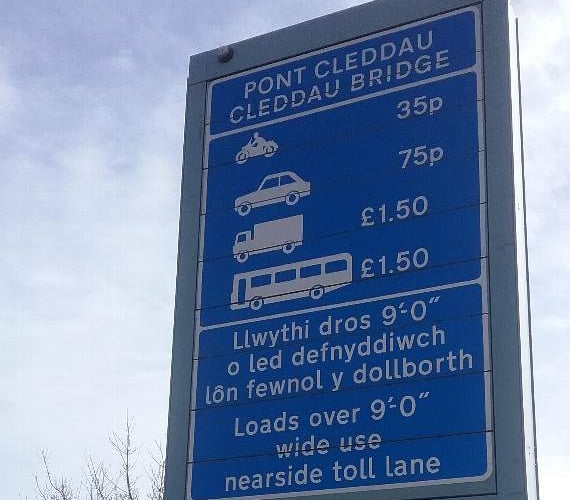 PONT CLEDDAU
CLEDDAU BRIDGE
35p
75p
£1.50
£1.50
Llwythi dros 9'-0"
o led defnyddiwch
lôn fewnol y dollborth
Loads over 9'-0"
wide use
nearside toll lane